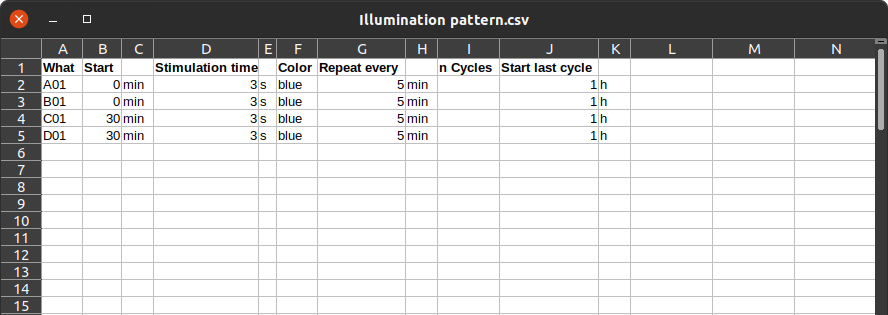 Illumination pattern.csv
A B C D E F G H I J K L M N
1 What Start Stimulation time Color Repeat every n Cycles Start last cycle
2 A01 0 min 3 s blue 5 min 1 h
3 B01 0 min 3 s blue 5 min 1 h
4 C01 30 min 3 s blue 5 min 1 h
5 D01 30 min 3 s blue 5 min 1 h
6
7
8
9
10
11
12
13
14
15